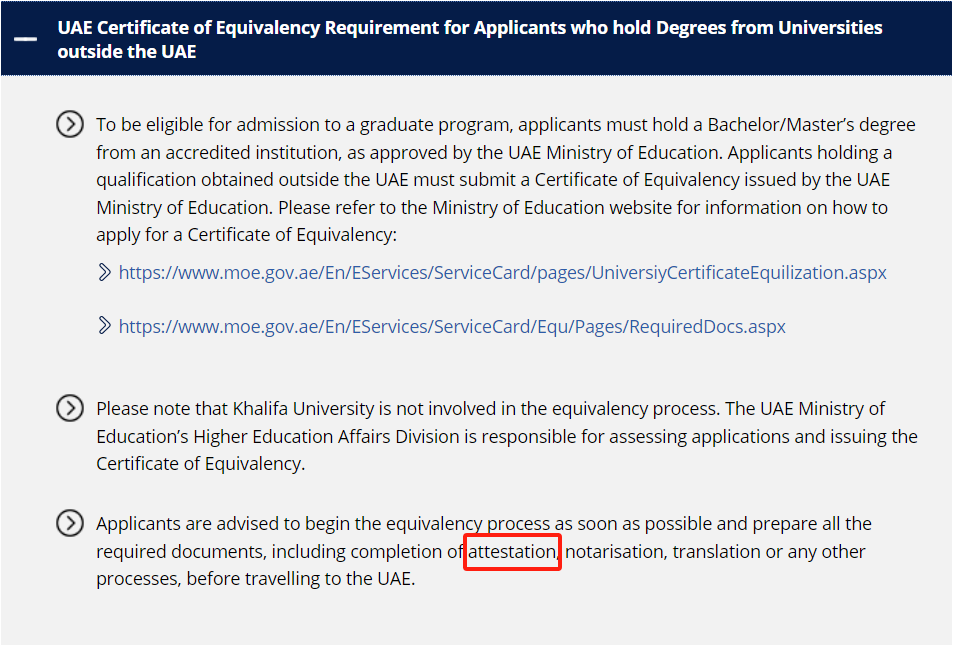 UAE Certificate of Equivalency Requirement for Applicants who hold Degrees from Universities
outside the UAE
To be eligible for admission to a graduate program, applicants must hold a Bachelor/Master’s degree
from an accredited institution, as approved by the UAE Ministry of Education. Applicants holding a
qualification obtained outside the UAE must submit a Certificate of Equivalency issued by the UAE
Ministry of Education. Please refer to the Ministry of Education website for information on how to
apply for a Certificate of Equivalency:
https://www.moe.gov.ae/En/EServices/ServiceCard/pages/UniversiyCertificateEquilization.aspx
https://www.moe.gov.ae/En/EServices/ServiceCard/Equ/Pages/RequiredDocs.aspx
Please note that Khalifa University is not involved in the equivalency process. The UAE Ministry of
Education’s Higher Education Affairs Division is responsible for assessing applications and issuing the
Certificate of Equivalency.
Applicants are advised to begin the equivalency process as soon as possible and prepare all the
required documents, including completion of attestation, notarisation, translation or any other
processes, before travelling to the UAE.